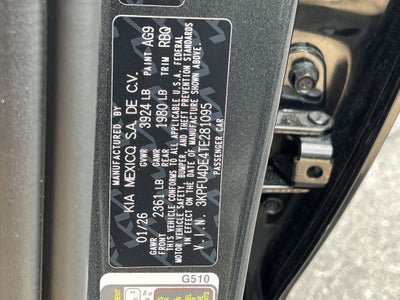 MANUFACTURED BY
KIA MEXICO, S.A. DE C.V.
01/26 GVWR 3924 LB PAINT AG9
GAWR FRONT 2361 LB GAWR REAR 1980 LB TRIM RBQ
THIS VEHICLE CONFORMS TO ALL APPLICABLE U.S.A. FEDERAL
MOTOR VEHICLE SAFETY, BUMPER, AND THEFT PREVENTION STANDARDS
IN EFFECT ON THE DATE OF MANUFACTURE SHOWN ABOVE.
V.I.N. 3KPFU4DE4TE281095
PASSENGER CAR
G510